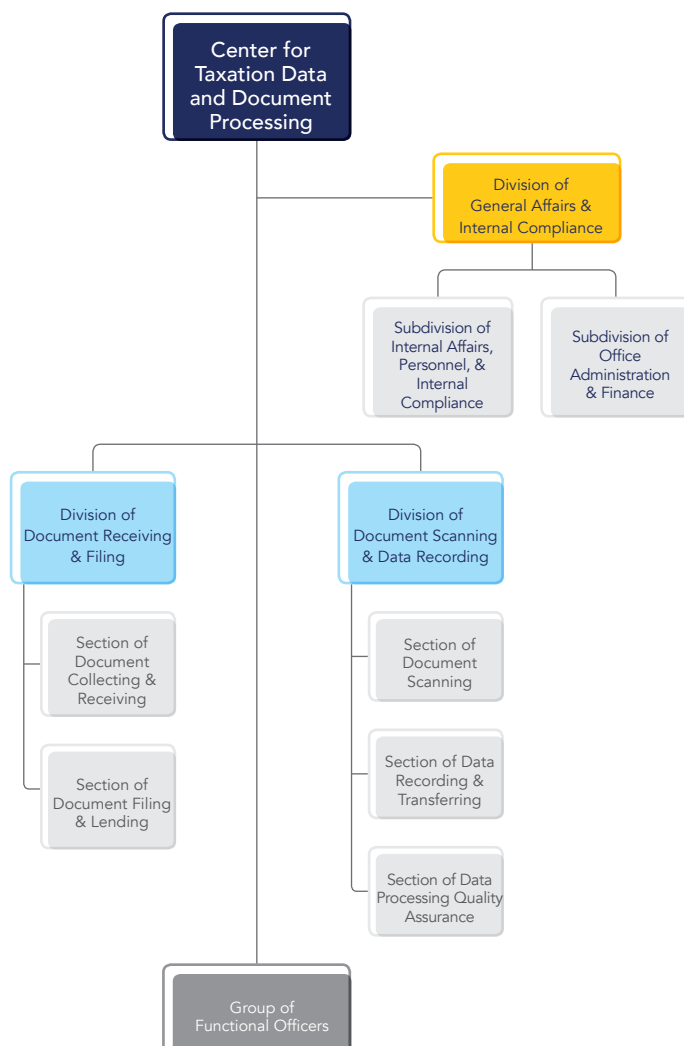 Center for
Taxation Data
and Document
Processing
Division of
General Affairs &
Internal Compliance
Subdivision of
Internal Affairs,
Personnel, &
Internal
Compliance
Subdivision of
Office
Administration
& Finance
Division of
Document Receiving
& Filing
Division of
Document Scanning
& Data Recording
Section of
Document
Collecting &
Receiving
Section of
Document
Scanning
Section of
Document Filing
& Lending
Section of Data
Recording &
Transferring
Section of Data
Processing Quality
Assurance
Group of
Functional Officers